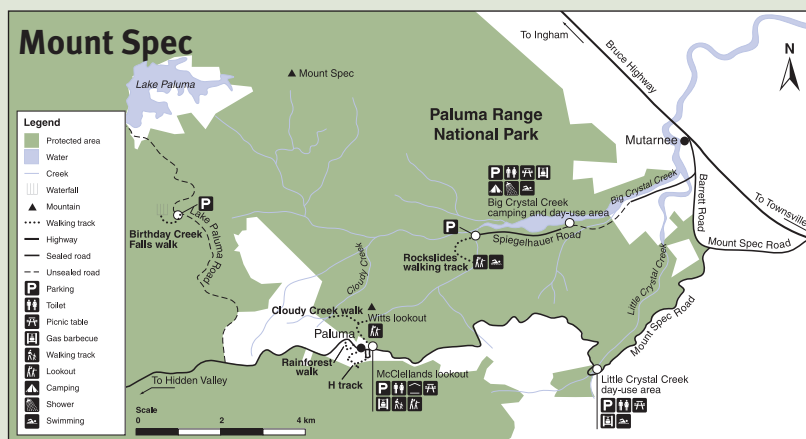 Mount Spec
Lake Paluma
Mount Spec
To Ingham
Bruce Highway
N
Paluma Range
National Park
Mutarnee
Legend
Protected area
Water
Creek
Waterfall
Mountain
Walking track
Highway
Sealed road
Unsealed road
P
Parking
Toilet
Picnic table
Gas barbecue
Walking track
Lookout
Camping
Shower
Swimming
P
Birthday Creek
Falls walk
Lake Paluma
Road
P
Big Crystal Creek
camping and day-use area
Big Crystal Creek
P
Spiegelhauer Road
Rockslides
walking track
Barrett Road
To Townsville
Mount Spec Road
Little Crystal Creek
Mount Spec Road
Cloudy Creek
Cloudy Creek walk
Witts lookout
Paluma
Rainforest
walk
H track
McClellands lookout
P
Little Crystal Creek
day-use area
P
To Hidden Valley
Scale
0 2 4 km